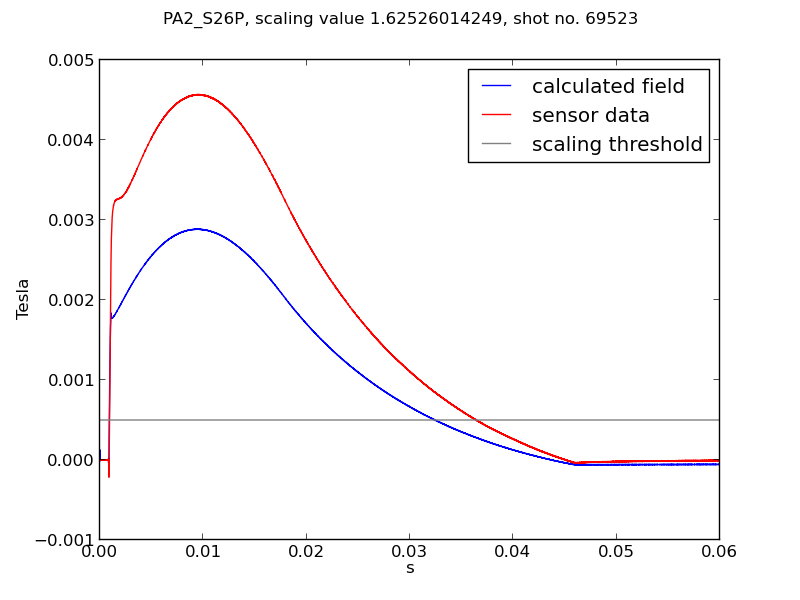 PA2_S26P, scaling value 1.62526014249, shot no. 69523
calculated field
sensor data
scaling threshold
Tesla
0.005
0.004
0.003
0.002
0.001
0.000
−0.001
0.00 0.01 0.02 0.03 0.04 0.05 0.06
s